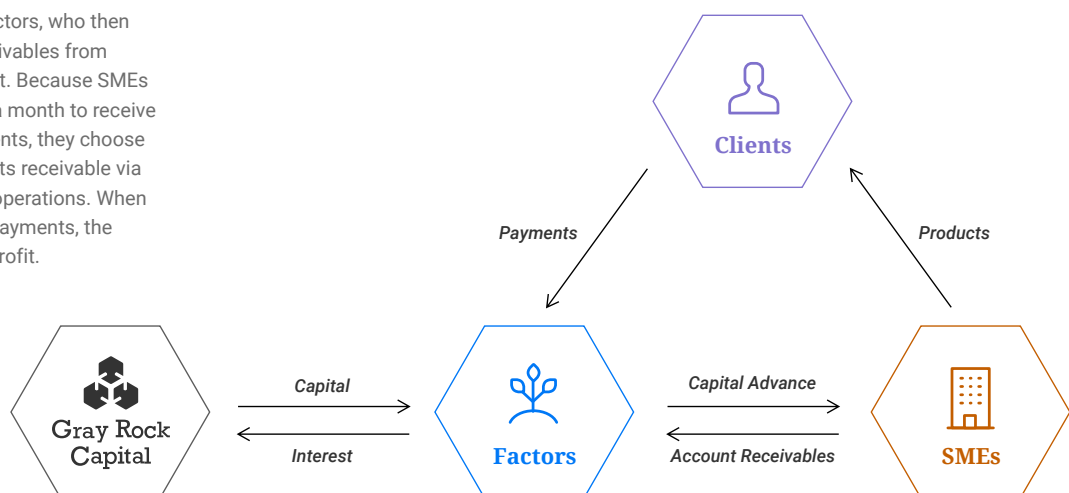 ctors, who then
ivables from
t. Because SMEs
a month to receive
nts, they choose
ts receivable via
operations. When
ayments, the
rofit.
Clients
Payments
Products
Gray Rock
Capital
Capital
Interest
Factors
Capital Advance
Account Receivables
SMEs